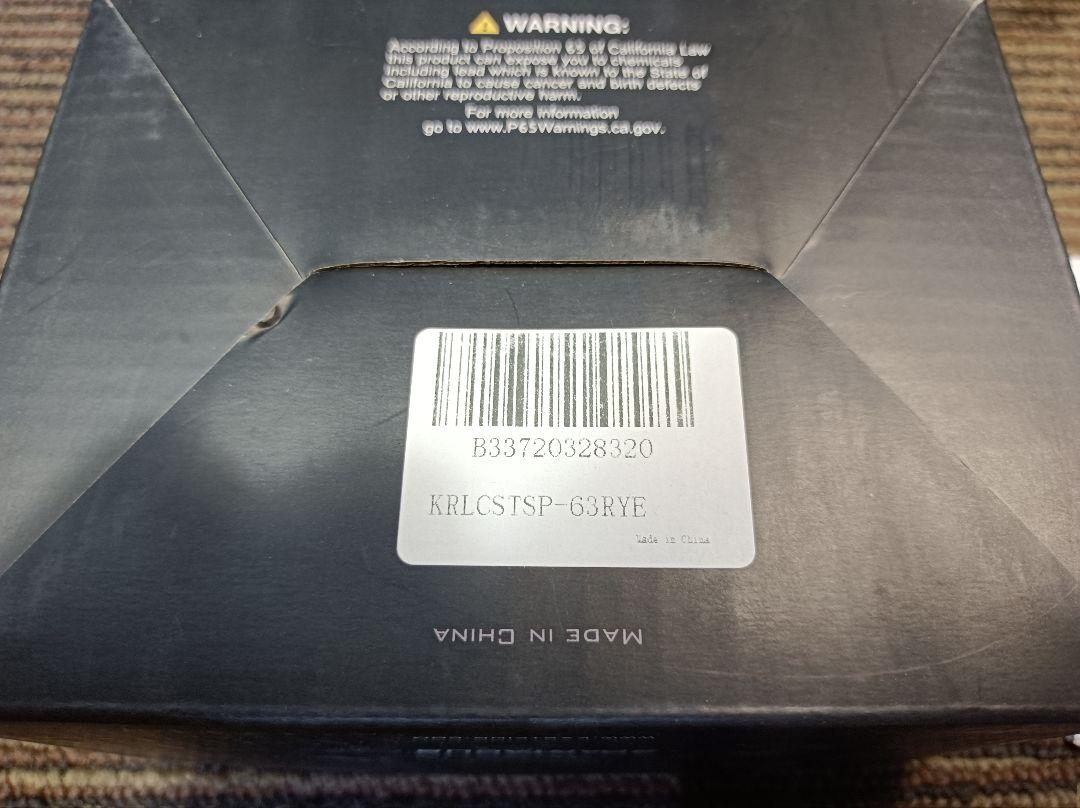 WARNING:
According to Proposition 65 of California Law
this product can expose you to chemicals
including lead which is known to the State of
California to cause cancer and birth defects
or other reproductive harm.
For more information
go to www.P65Warnings.ca.gov.
B33720328320
KRLCSTSP-63RYE
Made in China
MADE IN CHINA